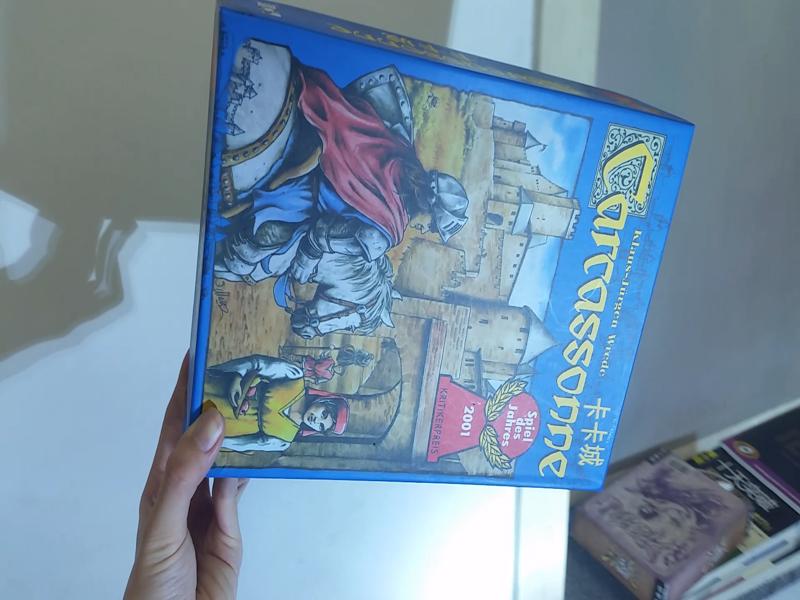 Klaus-Jürgen Wrede
Carcassonne
卡卡城
Spiel
des
Jahres
2001
KRITIKERPREIS